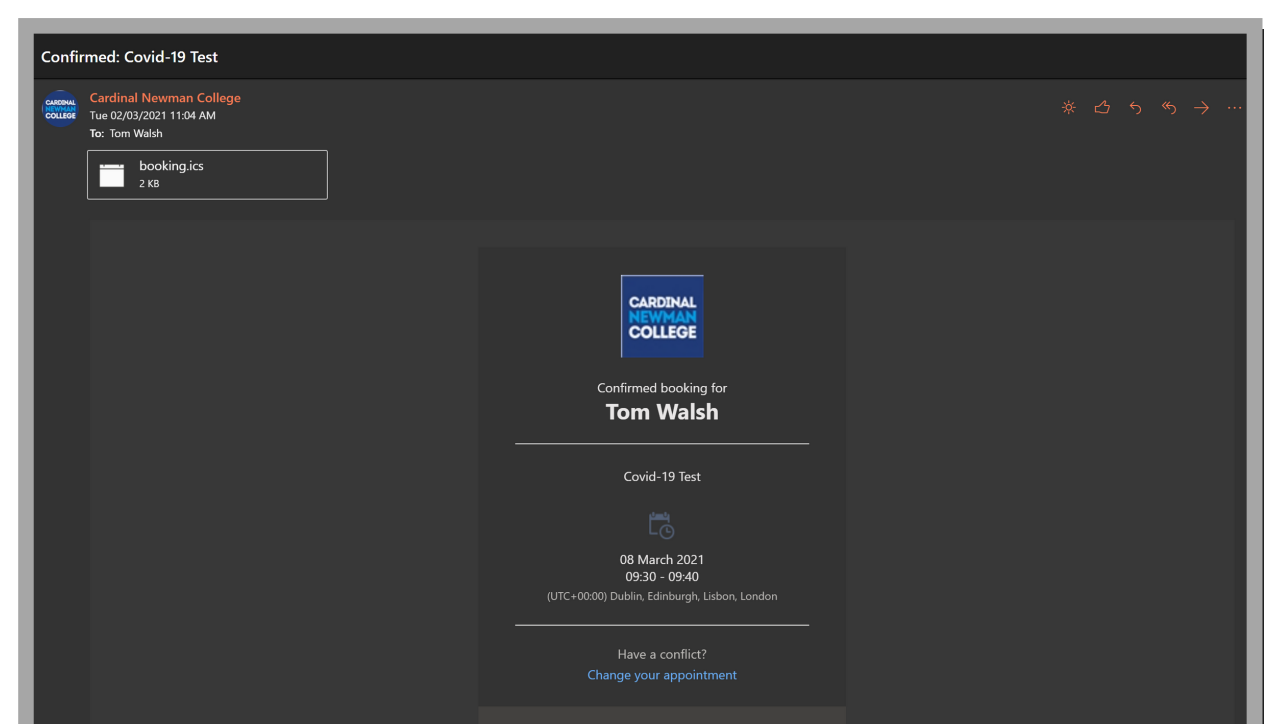 Confirmed: Covid-19 Test
CARDINAL
NEWMAN
COLLEGE
Cardinal Newman College
Tue 02/03/2021 11:04 AM
To: Tom Walsh
booking.ics
2 KB
CARDINAL
NEWMAN
COLLEGE
Confirmed booking for
Tom Walsh
Covid-19 Test
08 March 2021
09:30 - 09:40
(UTC+00:00) Dublin, Edinburgh, Lisbon, London
Have a conflict?
Change your appointment